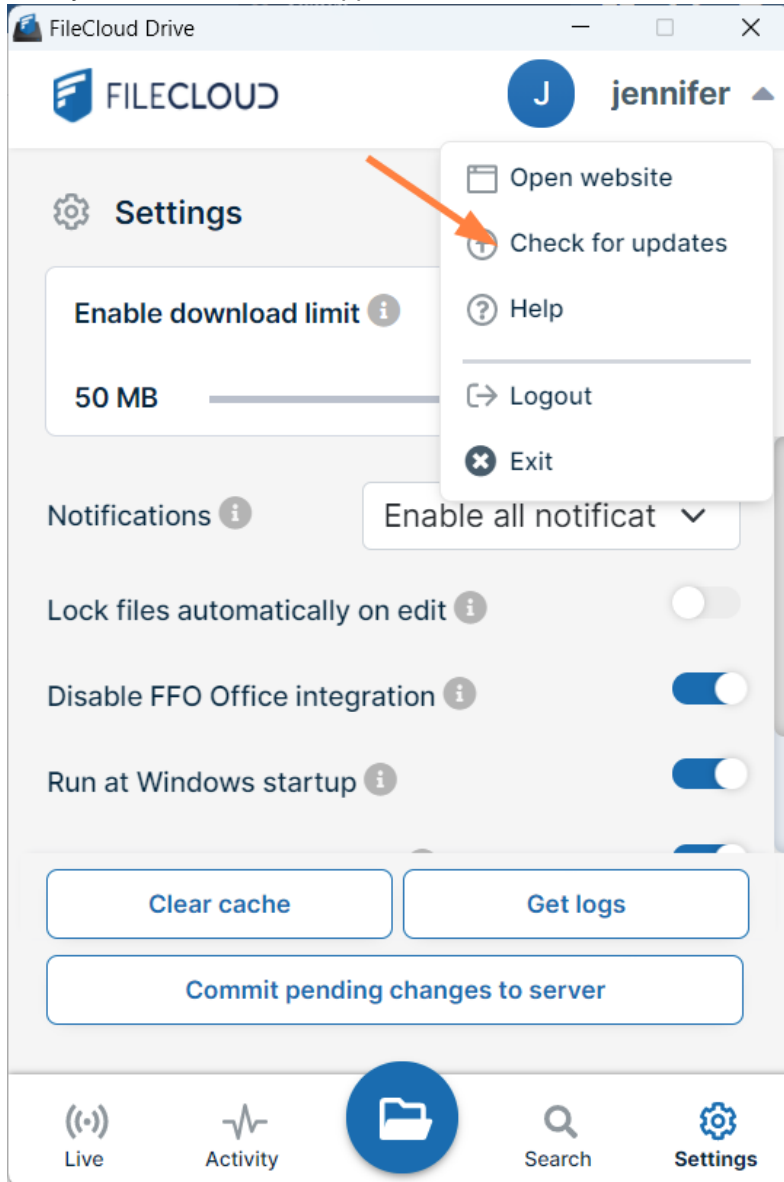 FileCloud Drive
FILECLOUD
J
jennifer
Open website
Settings
Check for updates
Enable download limit
Help
50 MB
Logout
Exit
Notifications
Enable all notificat
Lock files automatically on edit
Disable FFO Office integration
Run at Windows startup
Clear cache
Get logs
Commit pending changes to server
Live
Activity
Search
Settings